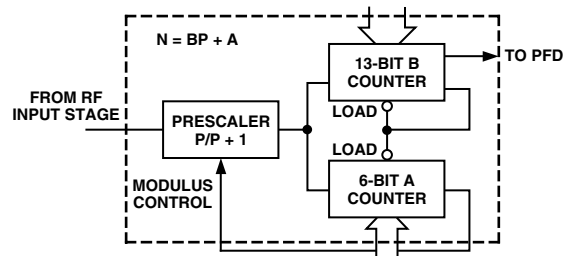 N = BP + A
13-BIT B
COUNTER
TO PFD
FROM RF
INPUT STAGE
PRESCALER
P/P + 1
LOAD
LOAD
MODULUS
CONTROL
6-BIT A
COUNTER